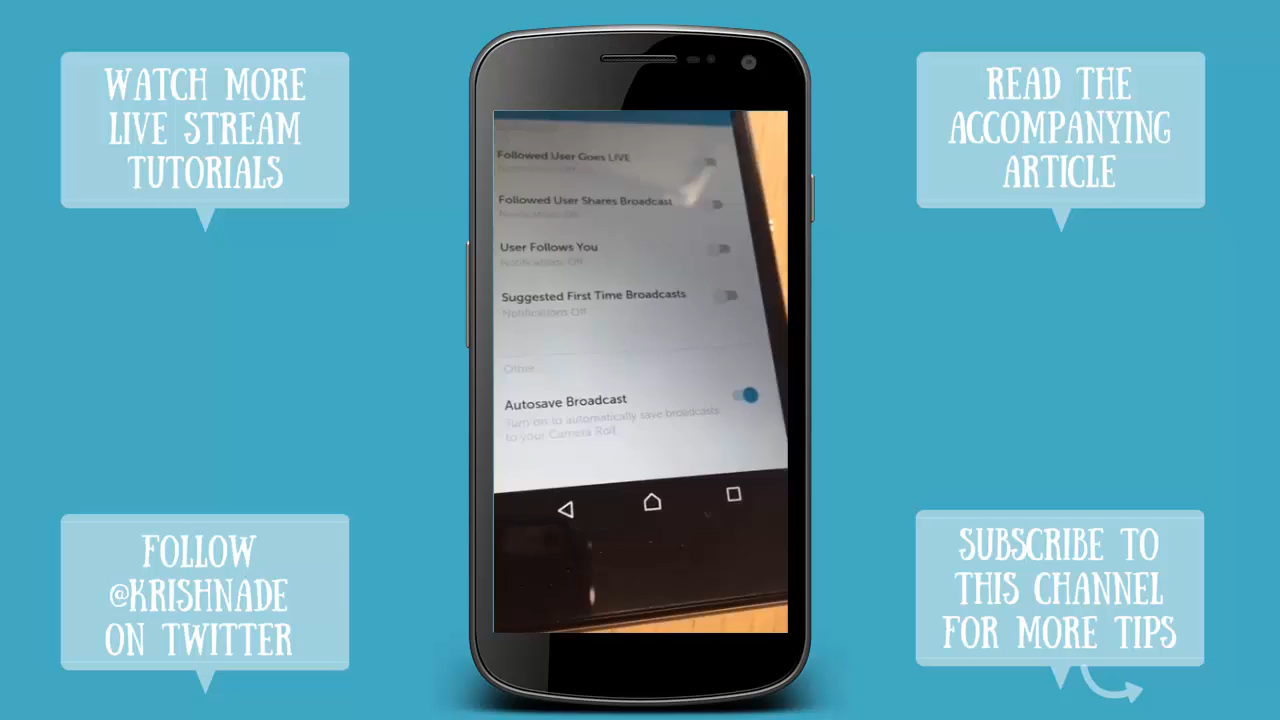 WATCH MORE
LIVE STREAM
TUTORIALS
READ THE
ACCOMPANYING
ARTICLE
Followed User Goes LIVE
Followed User Shares Broadcast
Notifications Off
User Follows You
Notifications Off
Suggested First Time Broadcasts
Notifications Off
Other
Autosave Broadcast
Turn on to automatically save broadcasts
to your Camera Roll.
FOLLOW
@KRISHNADE
ON TWITTER
SUBSCRIBE TO
THIS CHANNEL
FOR MORE TIPS